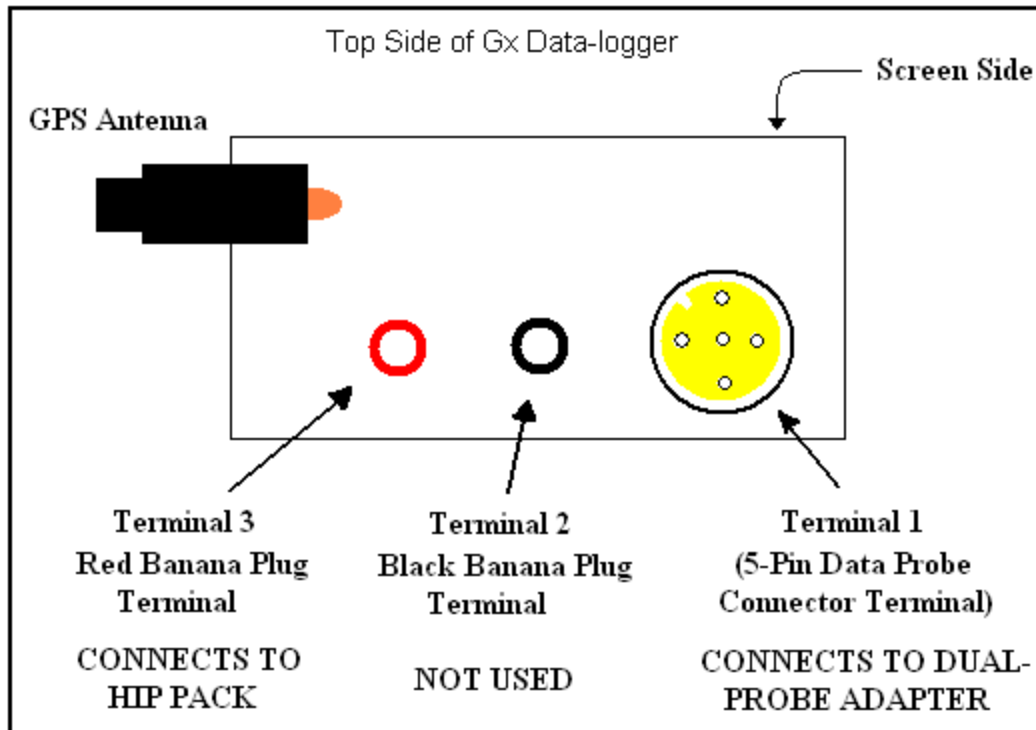 Top Side of Gx Data-logger
Screen Side
GPS Antenna
Terminal 3
Red Banana Plug
Terminal
CONNECTS TO
HIP PACK
Terminal 2
Black Banana Plug
Terminal
NOT USED
Terminal 1
(5-Pin Data Probe
Connector Terminal)
CONNECTS TO DUAL-
PROBE ADAPTER